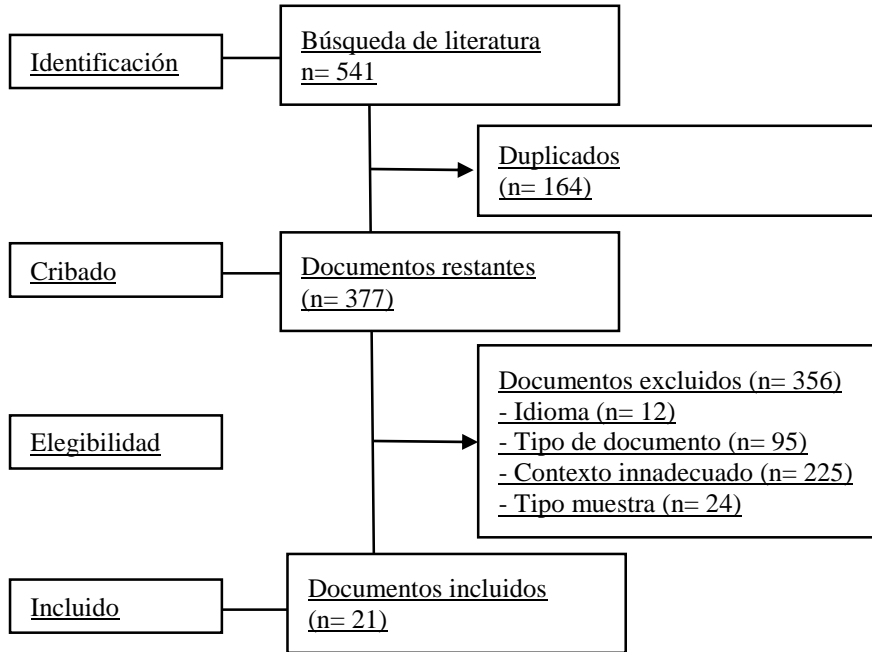 Identificación
Búsqueda de literatura
n= 541
Duplicados
(n= 164)
Cribado
Documentos restantes
(n= 377)
Elegibilidad
Documentos excluidos (n= 356)
- Idioma (n= 12)
- Tipo de documento (n= 95)
- Contexto innadecuado (n= 225)
- Tipo muestra (n= 24)
Incluido
Documentos incluidos
(n= 21)